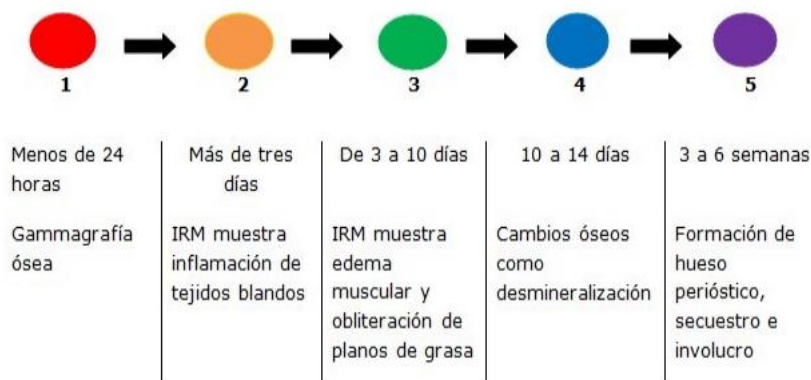 1
2
3
4
5
Menos de 24
horas
Más de tres
días
De 3 a 10 días
10 a 14 días
3 a 6 semanas
Gammagrafía
ósea
IRM muestra
inflamación de
tejidos blandos
IRM muestra
edema
muscular y
obliteración de
planos de grasa
Cambios óseos
como
desmineralización
Formación de
hueso
perióstico,
secuestro e
involucro